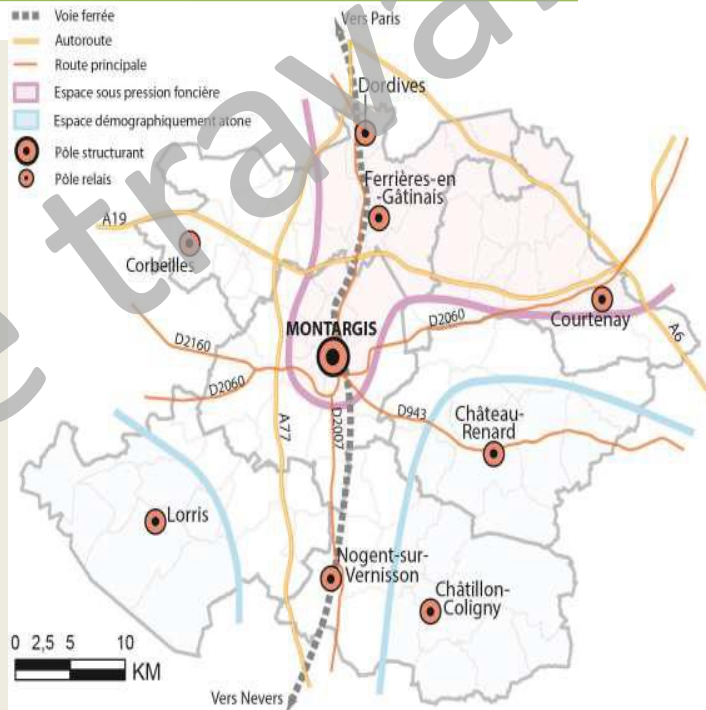 Voie ferrée
Autoroute
Route principale
Espace sous pression foncière
Espace démographiquement atone
Pôle structurant
Pôle relais
Vers Paris
Dordives
Ferrières-en
-Gâtinais
A19
Corbeilles
MONTARGIS
D2060
Courtenay
A6
D2160
D2060
A77
D2007
D943
Château-
Renard
Lorris
Nogent-sur-
Vernisson
Châtillon-
Coligny
0 2,5 5 10
KM
Vers Nevers
e trava